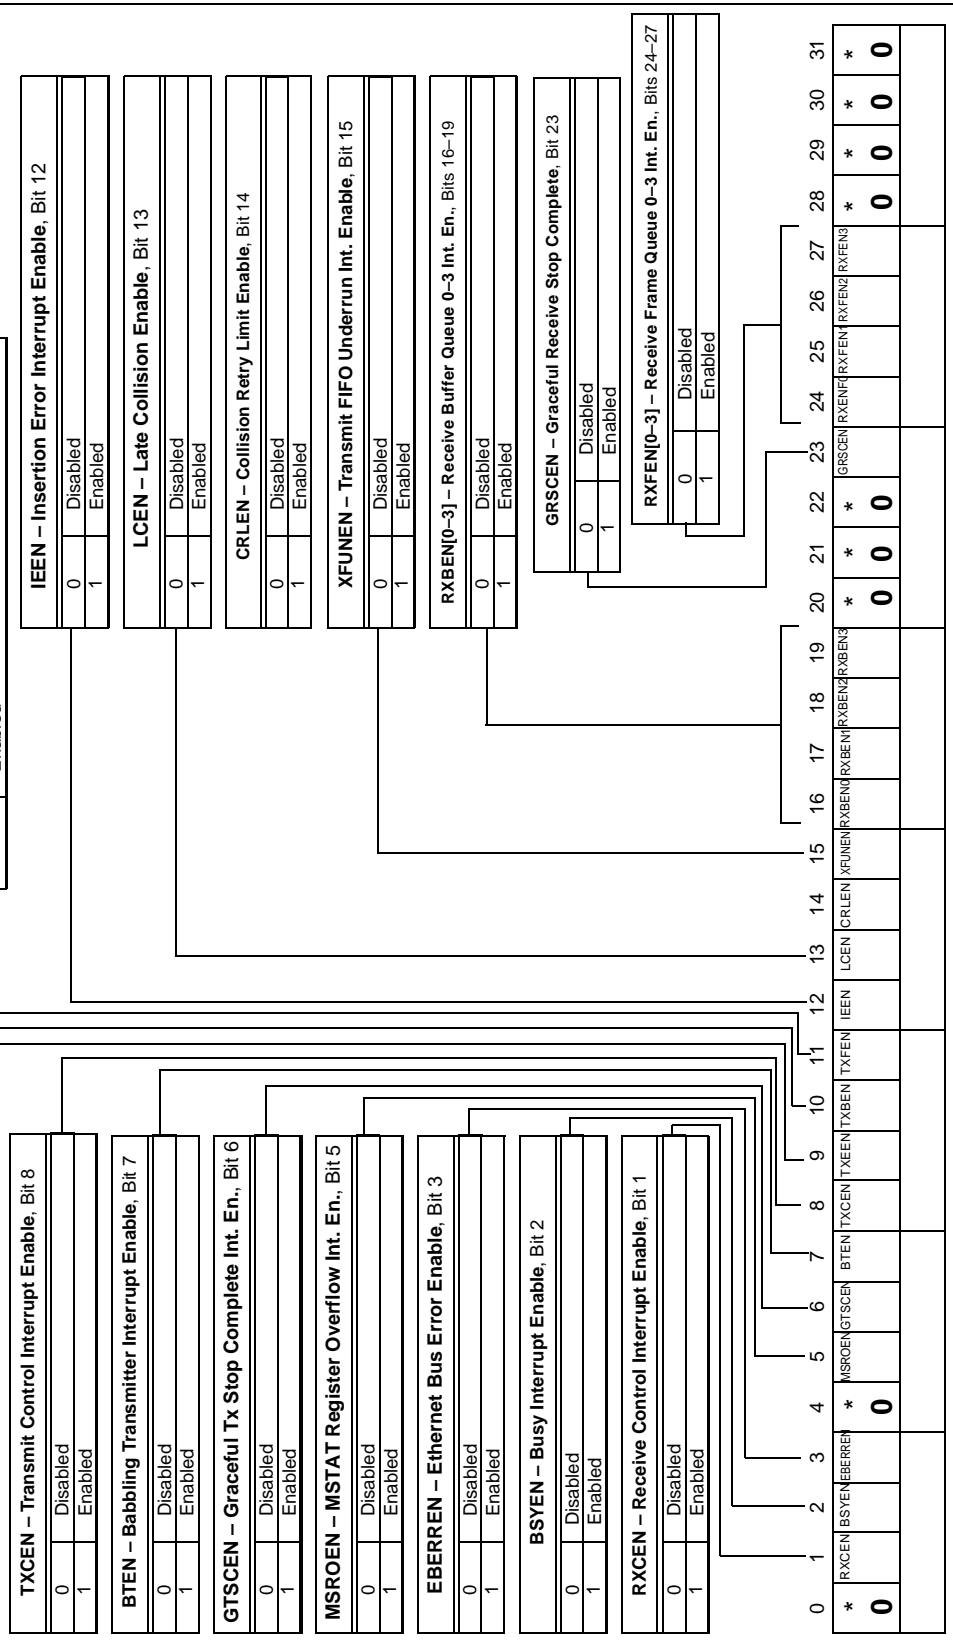 TXCEN – Transmit Control Interrupt Enable, Bit 8
0 Disabled
1 Enabled
BTEN – Babbling Transmitter Interrupt Enable, Bit 7
0 Disabled
1 Enabled
GTSCEN – Graceful Tx Stop Complete Int. En., Bit 6
0 Disabled
1 Enabled
MSROEN – MSTAT Register Overflow Int. En., Bit 5
0 Disabled
1 Enabled
EBERREN – Ethernet Bus Error Enable, Bit 3
0 Disabled
1 Enabled
BSYEN – Busy Interrupt Enable, Bit 2
0 Disabled
1 Enabled
RXCEN – Receive Control Interrupt Enable, Bit 1
0 Disabled
1 Enabled
IEEN – Insertion Error Interrupt Enable, Bit 12
0 Disabled
1 Enabled
LCEN – Late Collision Enable, Bit 13
0 Disabled
1 Enabled
CRLEN – Collision Retry Limit Enable, Bit 14
0 Disabled
1 Enabled
XFUNEN – Transmit FIFO Underrun Int. Enable, Bit 15
0 Disabled
1 Enabled
RXBEN[0–3] – Receive Buffer Queue 0–3 Int. En., Bits 16–19
0 Disabled
1 Enabled
GRSCEN – Graceful Receive Stop Complete, Bit 23
0 Disabled
1 Enabled
RXFEN[0–3] – Receive Frame Queue 0–3 Int. En., Bits 24–27
0 Disabled
1 Enabled
0 1 2 3 4 5 6 7 8 9 10 11 12 13 14 15 16 17 18 19 20 21 22 23 24 25 26 27 28 29 30 31
* RXCEN BSYEN EBERREN * MSROEN GTSCEN BTEN TXCEN TXEEN TXBEN TXFEN IEEN LCEN CRLEN XFUNEN RXBEN0 RXBEN1 RXBEN2 RXBEN3 * * * GRSCEN RXENF0 RXFEN1 RXFEN2 RXFEN3 * * * *
0 0 0 0 0 0 0 0 0